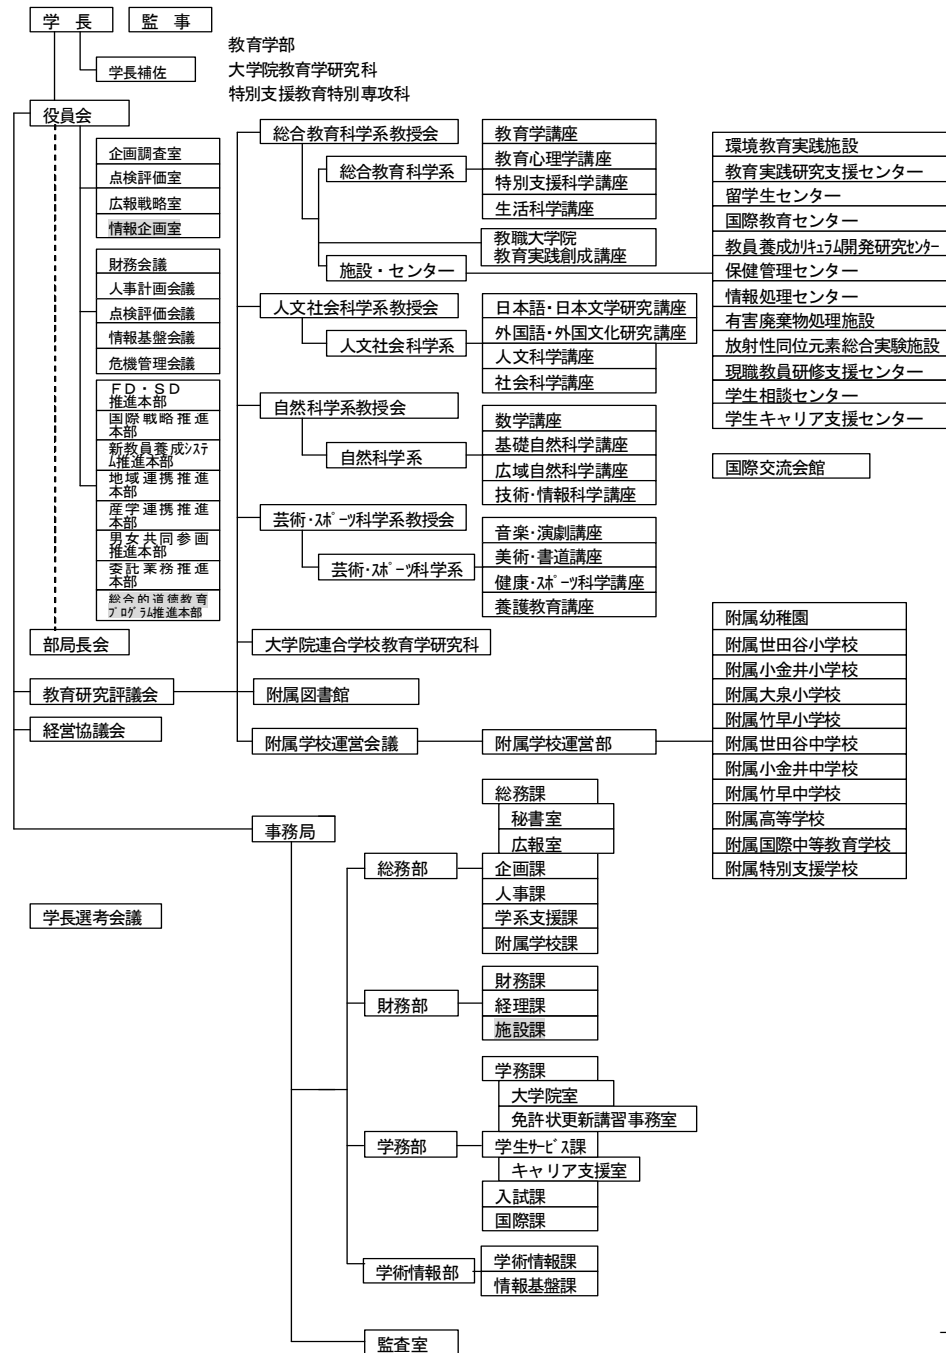 学 長
監 事
学長補佐
教育学部
大学院教育学研究科
特別支援教育特別専攻科
役員会
企画調査室
点検評価室
広報戦略室
情報企画室
財務会議
人事計画会議
点検評価会議
情報基盤会議
危機管理会議
FD・SD
推進本部
国際戦略推進
本部
新教員養成ｼｽﾃ
ﾑ推進本部
地域連携推進
本部
産学連携推進
本部
男女共同参画
推進本部
委託業務推進
本部
総合的道徳教育
ﾌﾟﾛｸﾞﾗﾑ推進本部
部局長会
教育研究評議会
経営協議会
学長選考会議
総合教育科学系教授会
総合教育科学系
教育学講座
教育心理学講座
特別支援科学講座
生活科学講座
教職大学院
教育実践創成講座
施設・センター
環境教育実践施設
教育実践研究支援センター
留学生センター
国際教育センター
教員養成ｶﾘｷｭﾗﾑ開発研究ｾﾝﾀｰ
保健管理センター
情報処理センター
有害廃棄物処理施設
放射性同位元素総合実験施設
現職教員研修支援センター
学生相談センター
学生キャリア支援センター
国際交流会館
人文社会科学系教授会
人文社会科学系
日本語・日本文学研究講座
外国語・外国文化研究講座
人文科学講座
社会科学講座
自然科学系教授会
自然科学系
数学講座
基礎自然科学講座
広域自然科学講座
技術・情報科学講座
芸術・ｽﾎﾟｰﾂ科学系教授会
芸術・ｽﾎﾟｰﾂ科学系
音楽・演劇講座
美術・書道講座
健康・ｽﾎﾟｰﾂ科学講座
養護教育講座
大学院連合学校教育学研究科
附属図書館
附属学校運営会議
附属学校運営部
附属幼稚園
附属世田谷小学校
附属小金井小学校
附属大泉小学校
附属竹早小学校
附属世田谷中学校
附属小金井中学校
附属竹早中学校
附属高等学校
附属国際中等教育学校
附属特別支援学校
事務局
総務部
総務課
秘書室
広報室
企画課
人事課
学系支援課
附属学校課
財務部
財務課
経理課
施設課
学務部
学務課
大学院室
免許状更新講習事務室
学生ｻｰﾋﾞｽ課
キャリア支援室
入試課
国際課
学術情報部
学術情報課
情報基盤課
監査室